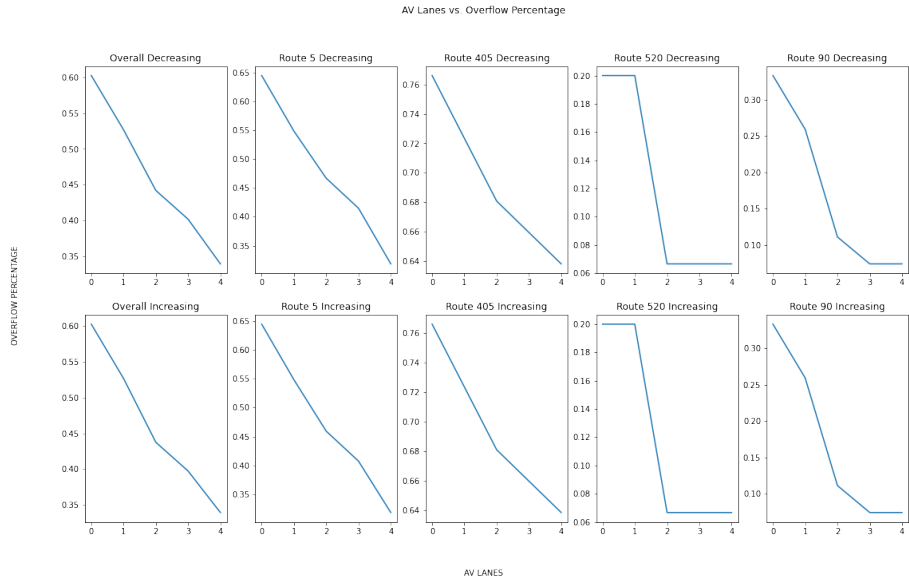 AV Lanes vs. Overflow Percentage
Overall Decreasing
0.60
0.55
0.50
0.45
0.40
0.35
0 1 2 3 4
Route 5 Decreasing
0.65
0.60
0.55
0.50
0.45
0.40
0.35
0 1 2 3 4
Route 405 Decreasing
0.76
0.74
0.72
0.70
0.68
0.66
0.64
0 1 2 3 4
Route 520 Decreasing
0.20
0.18
0.16
0.14
0.12
0.10
0.08
0.06
0 1 2 3 4
Route 90 Decreasing
0.30
0.25
0.20
0.15
0.10
0 1 2 3 4
OVERFLOW PERCENTAGE
Overall Increasing
0.60
0.55
0.50
0.45
0.40
0.35
0 1 2 3 4
Route 5 Increasing
0.65
0.60
0.55
0.50
0.45
0.40
0.35
0 1 2 3 4
Route 405 Increasing
0.76
0.74
0.72
0.70
0.68
0.66
0.64
0 1 2 3 4
Route 520 Increasing
0.20
0.18
0.16
0.14
0.12
0.10
0.08
0.06
0 1 2 3 4
Route 90 Increasing
0.30
0.25
0.20
0.15
0.10
0 1 2 3 4
AV LANES